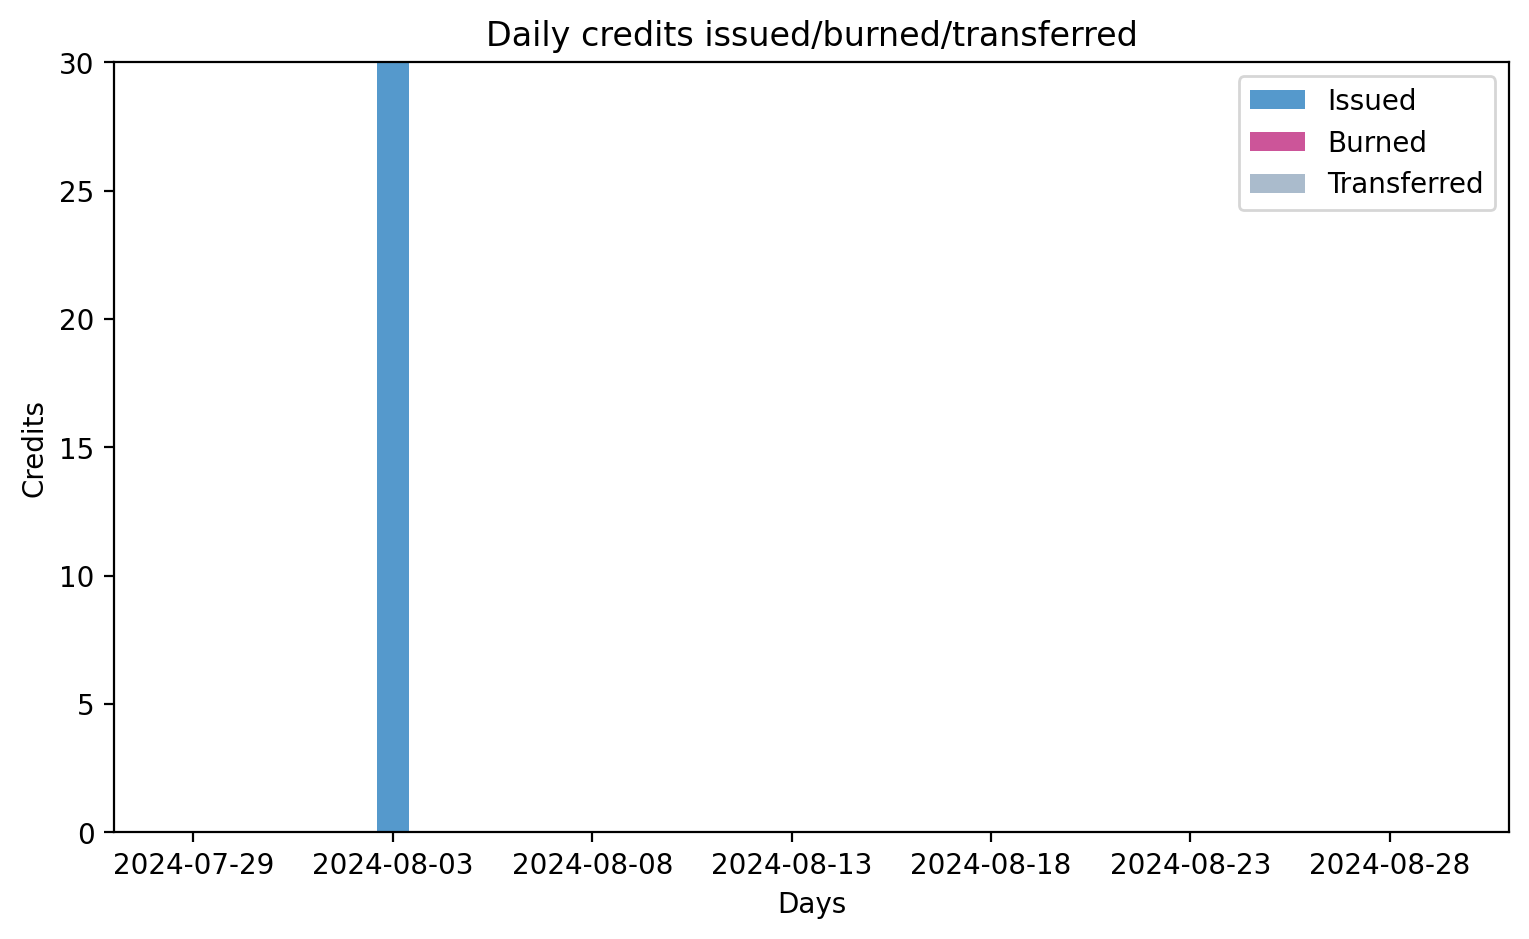 Daily credits issued/burned/transferred
30
25
20
15
10
5
0
Credits
Issued
Burned
Transferred
2024-07-29 2024-08-03 2024-08-08 2024-08-13 2024-08-18 2024-08-23 2024-08-28
Days